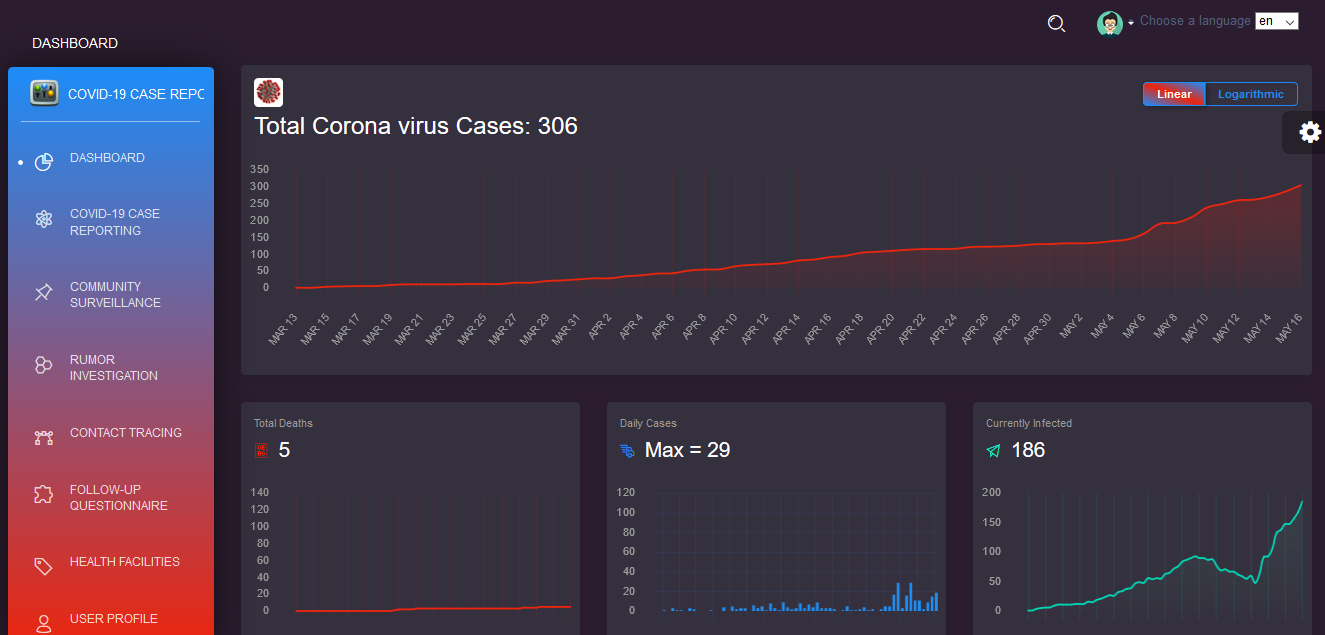 DASHBOARD
Choose a language en
COVID-19 CASE REPO
DASHBOARD
COVID-19 CASE
REPORTING
COMMUNITY
SURVEILLANCE
RUMOR
INVESTIGATION
CONTACT TRACING
FOLLOW-UP
QUESTIONNAIRE
HEALTH FACILITIES
USER PROFILE
Linear Logarithmic
Total Corona virus Cases: 306
350
300
250
200
150
100
50
0
MAR 13 MAR 15 MAR 17 MAR 19 MAR 21 MAR 23 MAR 25 MAR 27 MAR 29 MAR 31 APR 2 APR 4 APR 6 APR 8 APR 10 APR 12 APR 14 APR 16 APR 18 APR 20 APR 22 APR 24 APR 26 APR 28 APR 30 MAY 2 MAY 4 MAY 6 MAY 8 MAY 10 MAY 12 MAY 14 MAY 16
Total Deaths
5
140
120
100
80
60
40
20
0
Daily Cases
Max = 29
120
100
80
60
40
20
0
Currently Infected
186
200
150
100
50
0